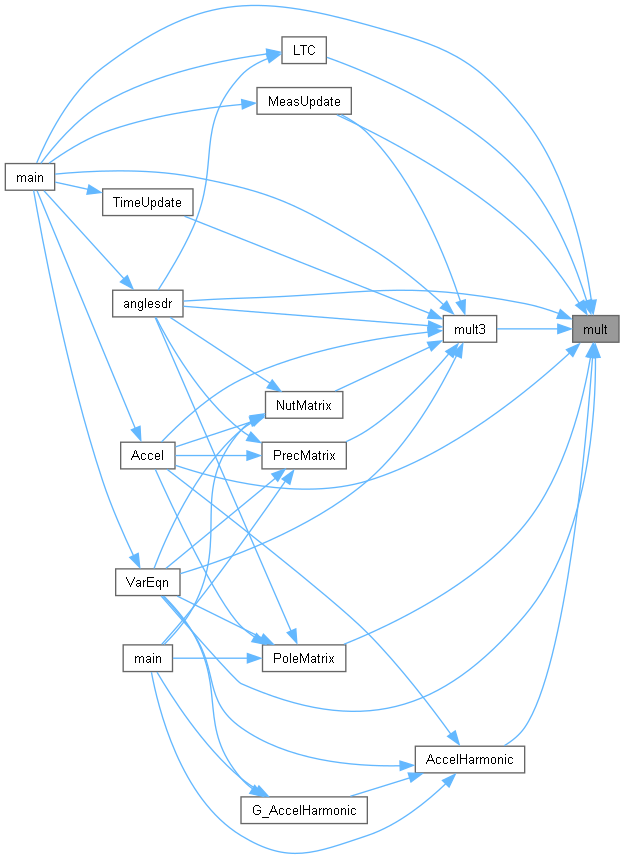 LTC
MeasUpdate
main
TimeUpdate
anglesdr
mult3
mult
NutMatrix
Accel
PrecMatrix
VarEqn
main
PoleMatrix
AccelHarmonic
G_AccelHarmonic